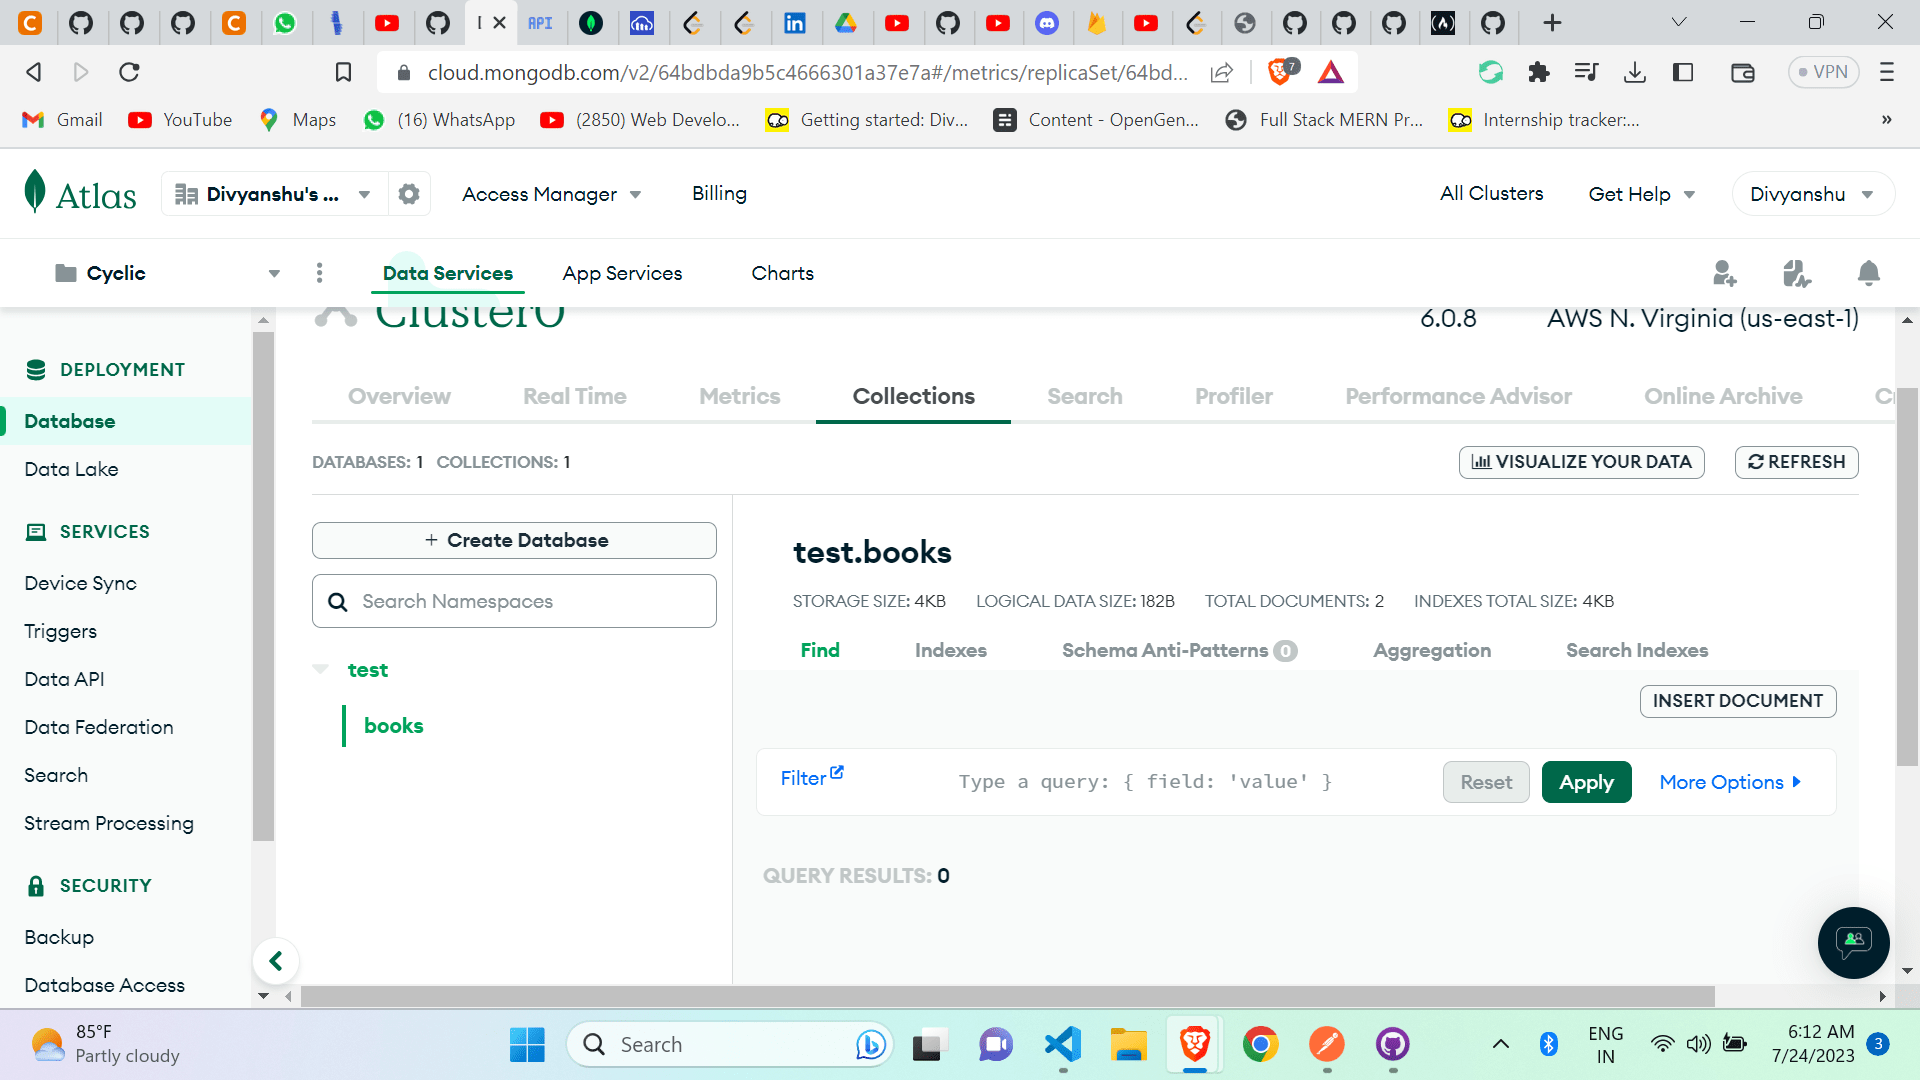 API
cloud.mongodb.com/v2/64bdbda9b5c4666301a37e7a#/metrics/replicaSet/64bd...
7
VPN
Gmail
YouTube
Maps
(16) WhatsApp
(2850) Web Develo...
Getting started: Div...
Content - OpenGen...
Full Stack MERN Pr...
Internship tracker:...
»
Atlas
Divyanshu's ...
Access Manager
Billing
All Clusters
Get Help
Divyanshu
Cyclic
Data Services
App Services
Charts
Cluster0
6.0.8
AWS N. Virginia (us-east-1)
DEPLOYMENT
Database
Data Lake
SERVICES
Device Sync
Triggers
Data API
Data Federation
Search
Stream Processing
SECURITY
Backup
Database Access
Overview
Real Time
Metrics
Collections
Search
Profiler
Performance Advisor
Online Archive
DATABASES: 1 COLLECTIONS: 1
VISUALIZE YOUR DATA
REFRESH
+ Create Database
Search Namespaces
test
books
test.books
STORAGE SIZE: 4KB LOGICAL DATA SIZE: 182B TOTAL DOCUMENTS: 2 INDEXES TOTAL SIZE: 4KB
Find
Indexes
Schema Anti-Patterns 0
Aggregation
Search Indexes
INSERT DOCUMENT
Filter
Type a query: { field: 'value' }
Reset
Apply
More Options
QUERY RESULTS: 0
85°F
Partly cloudy
Search
ENG
IN
6:12 AM
7/24/2023
3